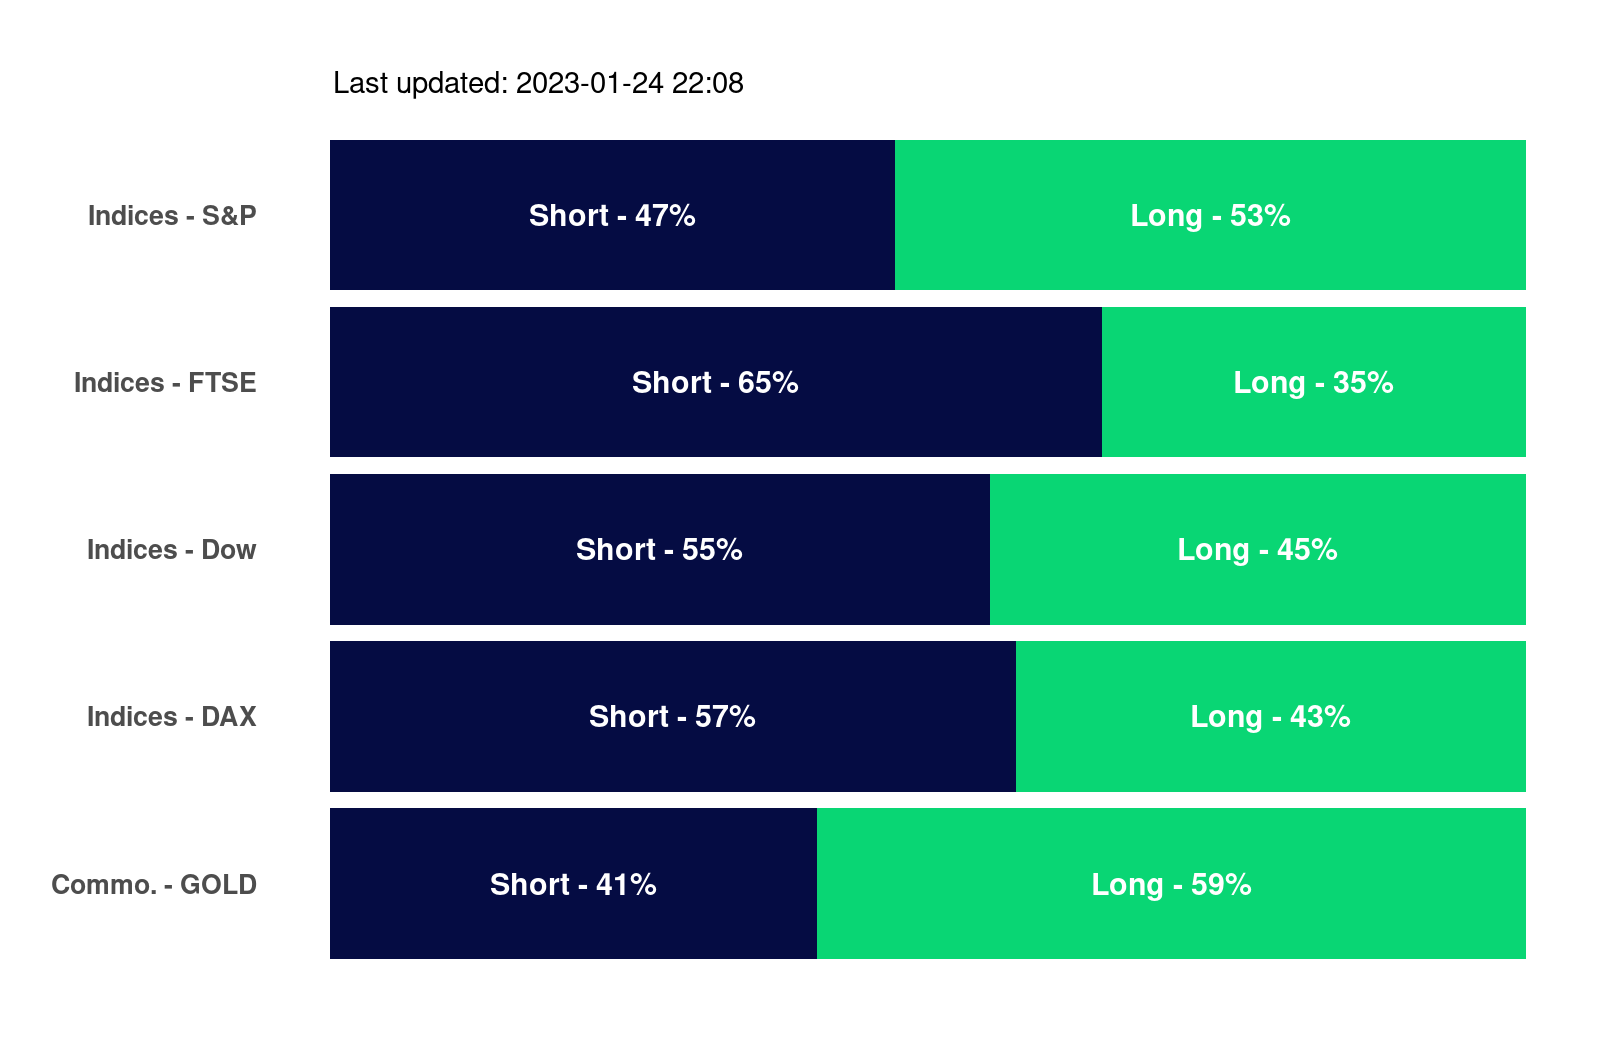 Last updated: 2023-01-24 22:08
Indices - S&P Short - 47% Long - 53%
Indices - FTSE Short - 65% Long - 35%
Indices - Dow Short - 55% Long - 45%
Indices - DAX Short - 57% Long - 43%
Commo. - GOLD Short - 41% Long - 59%